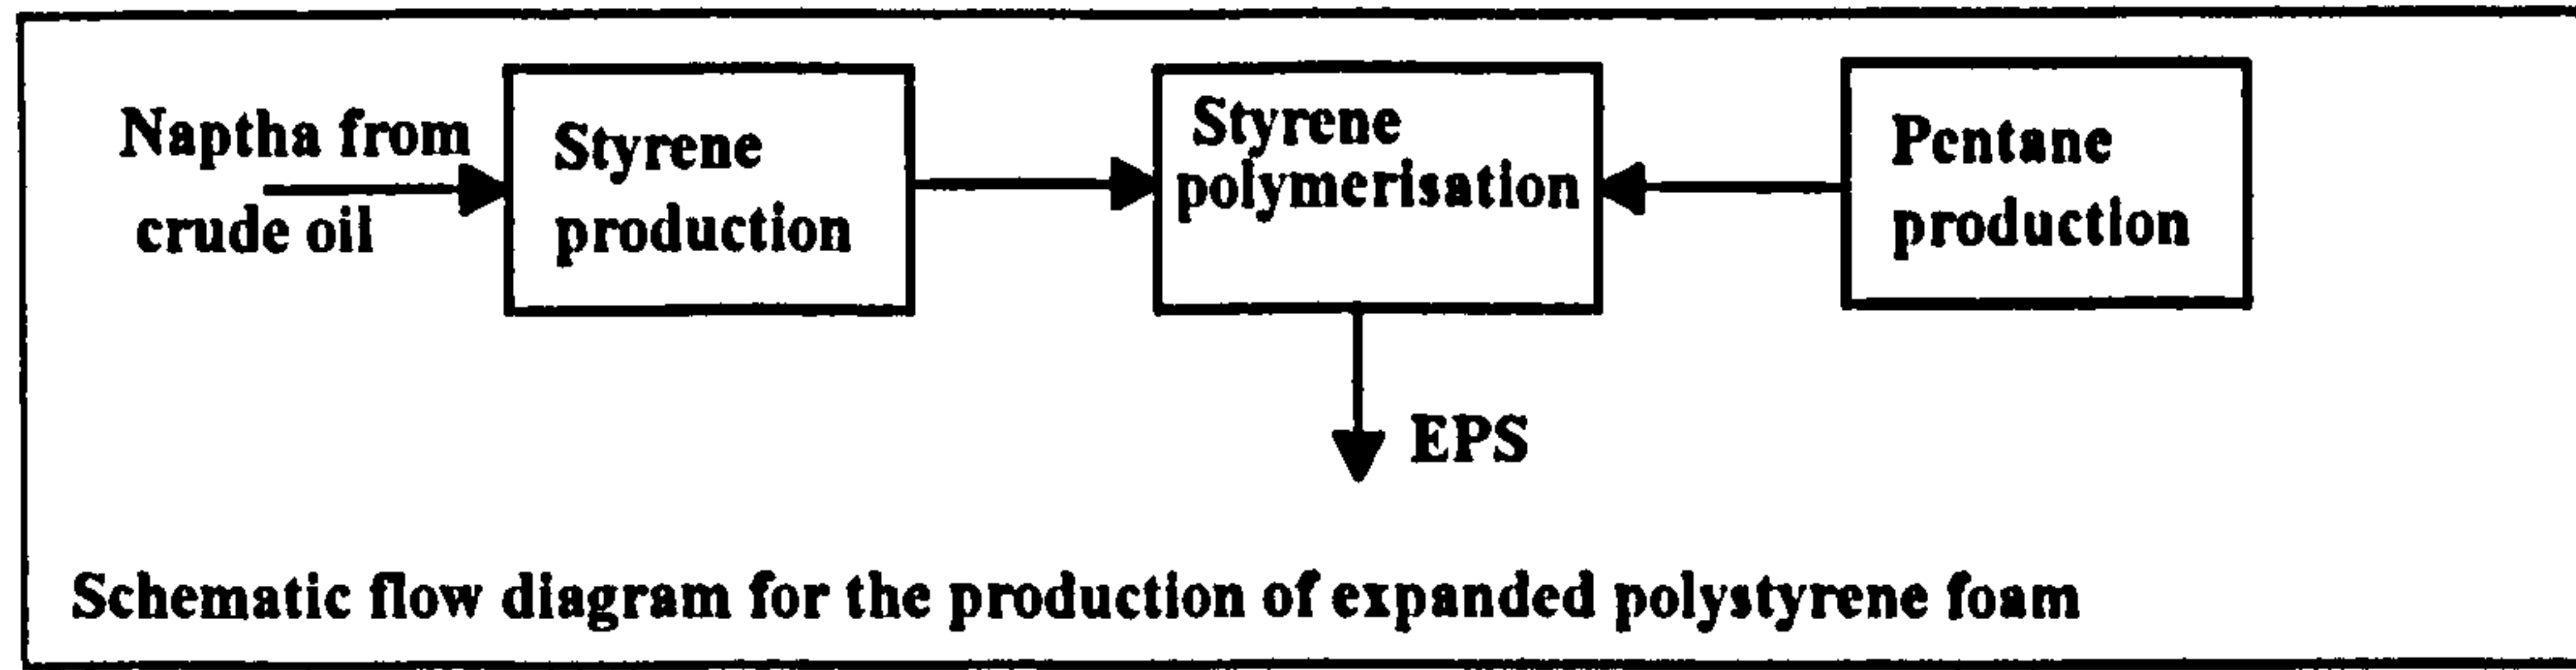 Naptha from
crude oil
Styrene
production
Styrene
polymerisation
Pentane
production
EPS
Schematic flow diagram for the production of expanded polystyrene foam